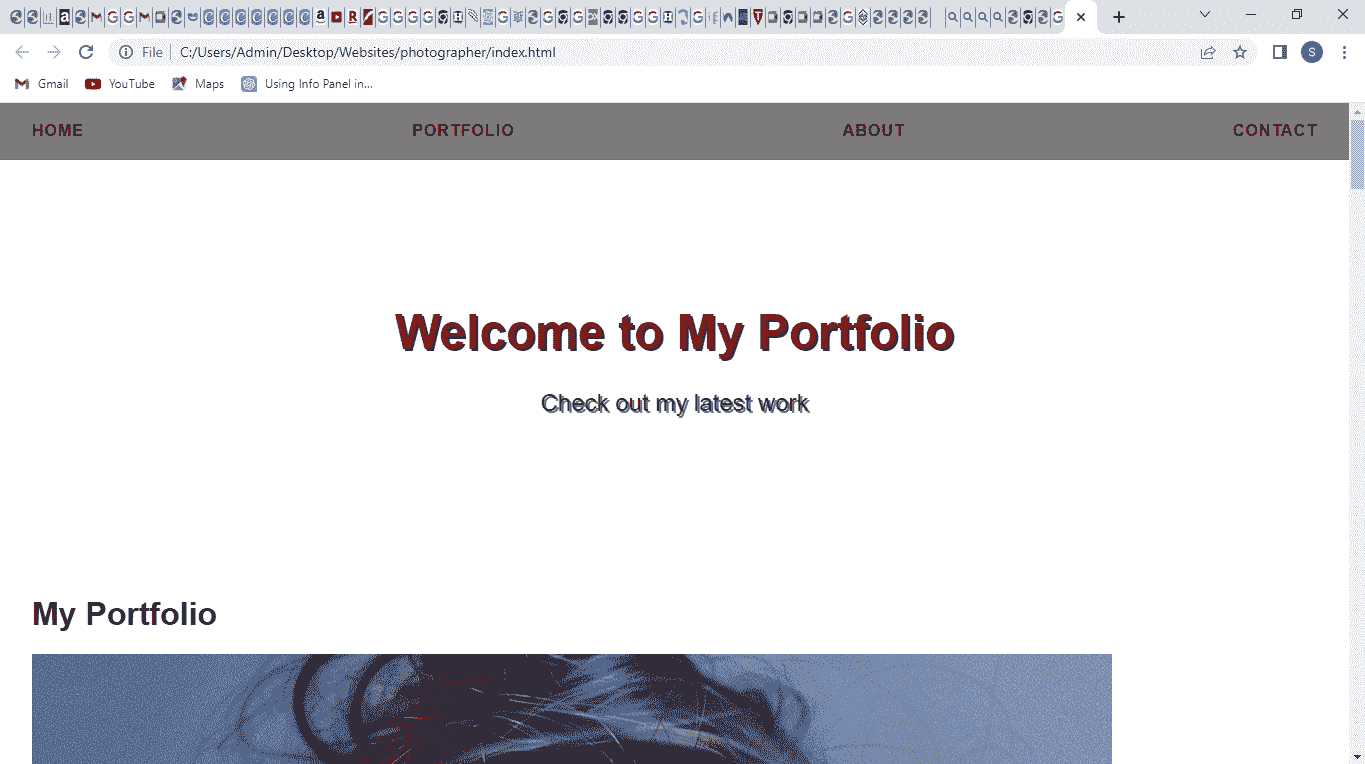 File C:/Users/Admin/Desktop/Websites/photographer/index.html S
Gmail YouTube Maps Using Info Panel in...
HOME PORTFOLIO ABOUT CONTACT
Welcome to My Portfolio
Check out my latest work
My Portfolio